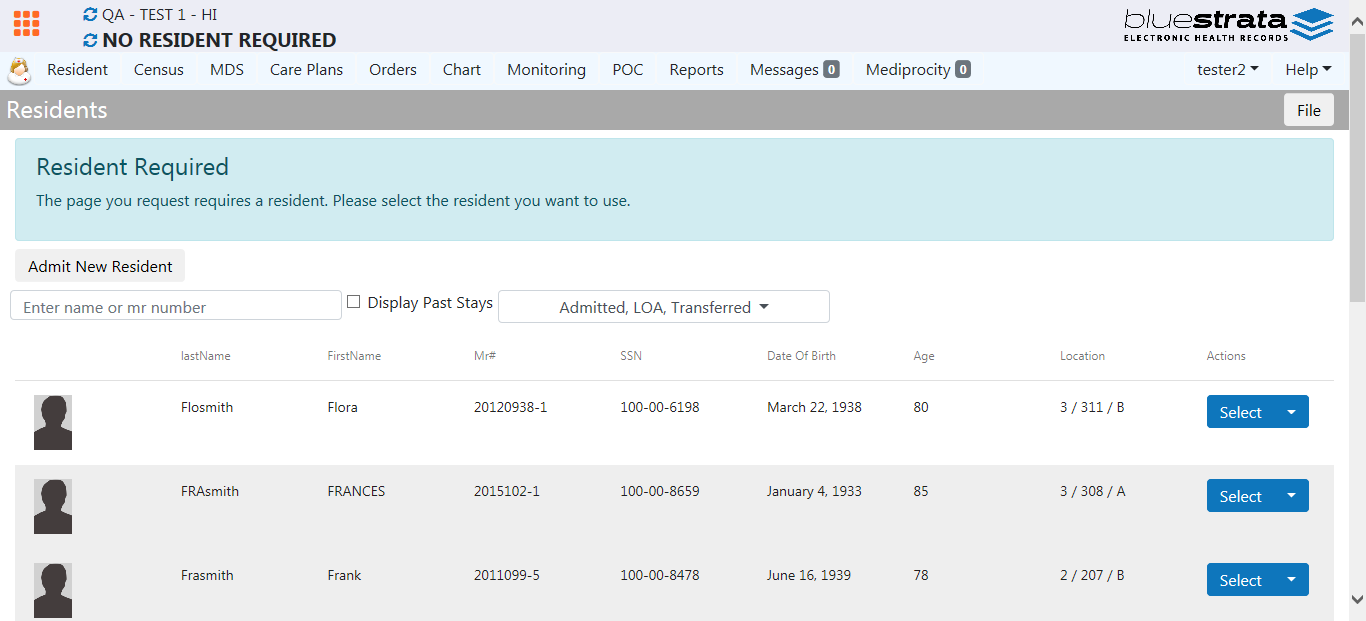 QA - TEST 1 - HI
NO RESIDENT REQUIRED
bluestrata
ELECTRONIC HEALTH RECORDS
Resident Census MDS Care Plans Orders Chart Monitoring POC Reports Messages 0 Mediprocity 0 tester2 Help
Residents File
Resident Required
The page you request requires a resident. Please select the resident you want to use.
Admit New Resident
Enter name or mr number Display Past Stays Admitted, LOA, Transferred
lastName FirstName Mr# SSN Date Of Birth Age Location Actions
Flosmith Flora 20120938-1 100-00-6198 March 22, 1938 80 3 / 311 / B Select
FRAsmith FRANCES 2015102-1 100-00-8659 January 4, 1933 85 3 / 308 / A Select
Frasmith Frank 2011099-5 100-00-8478 June 16, 1939 78 2 / 207 / B Select